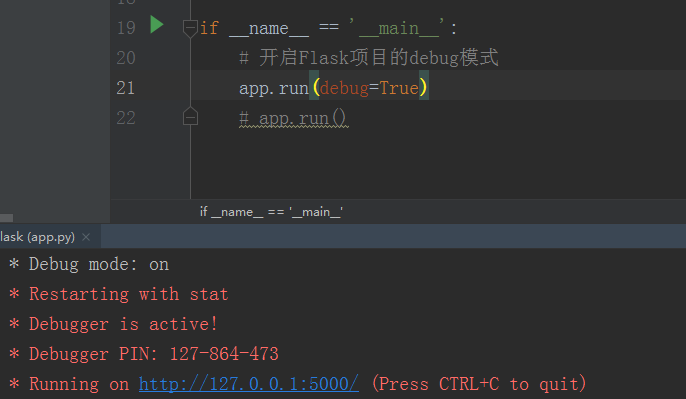 19 if __name__ == '__main__':
20 # 开启Flask项目的debug模式
21 app.run(debug=True)
22 # app.run()
if __name__ == '__main__'
lask (app.py) ×
* Debug mode: on
* Restarting with stat
* Debugger is active!
* Debugger PIN: 127-864-473
* Running on http://127.0.0.1:5000/ (Press CTRL+C to quit)